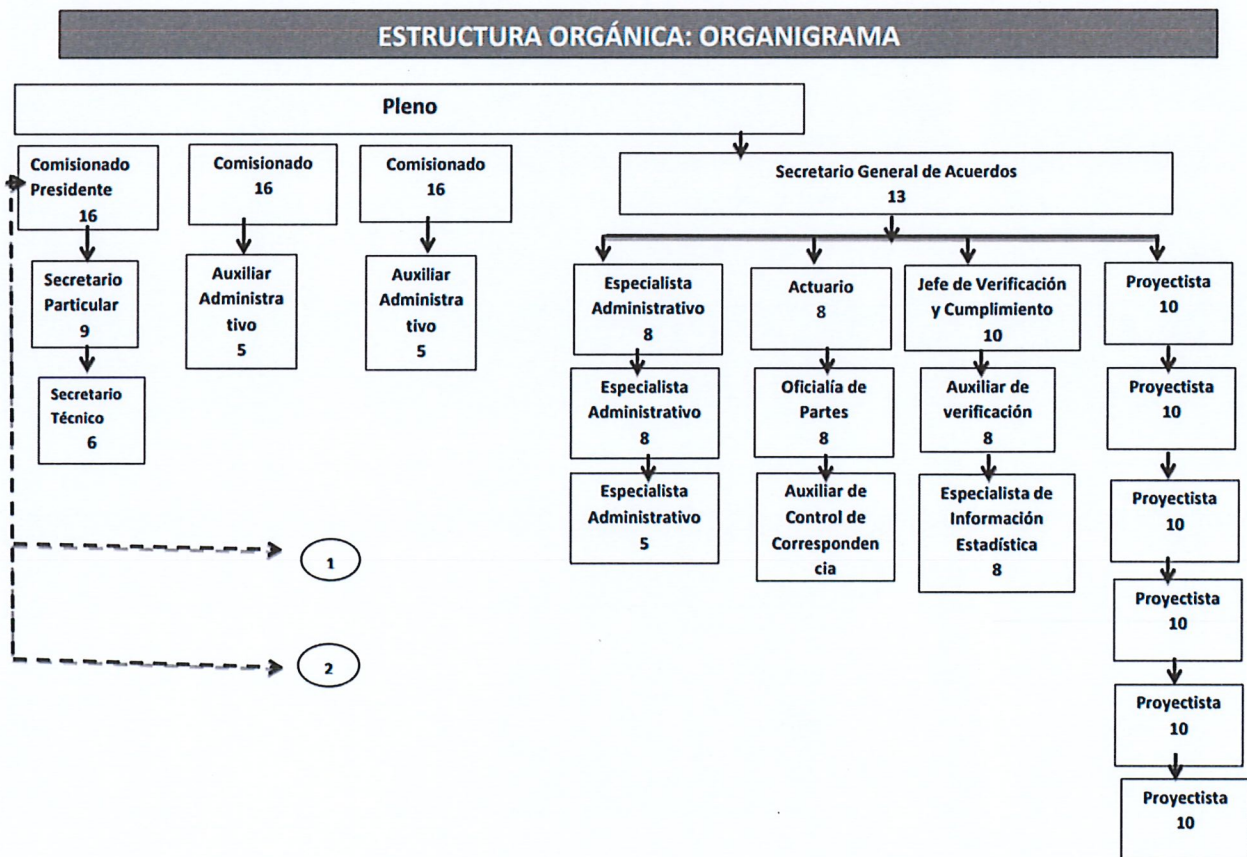 ESTRUCTURA ORGÁNICA: ORGANIGRAMA
Pleno
Comisionado
Presidente
16
Comisionado
16
Comisionado
16
Secretario General de Acuerdos
13
Secretario
Particular
9
Auxiliar
Administra
tivo
5
Auxiliar
Administra
tivo
5
Especialista
Administrativo
8
Actuario
8
Jefe de Verificación
y Cumplimiento
10
Proyectista
10
Secretario
Técnico
6
Especialista
Administrativo
8
Oficialía de
Partes
8
Auxiliar de
verificación
8
Proyectista
10
Especialista
Administrativo
5
Auxiliar de
Control de
Corresponden
cia
Especialista de
Información
Estadística
8
Proyectista
10
1
Proyectista
10
2
Proyectista
10
Proyectista
10